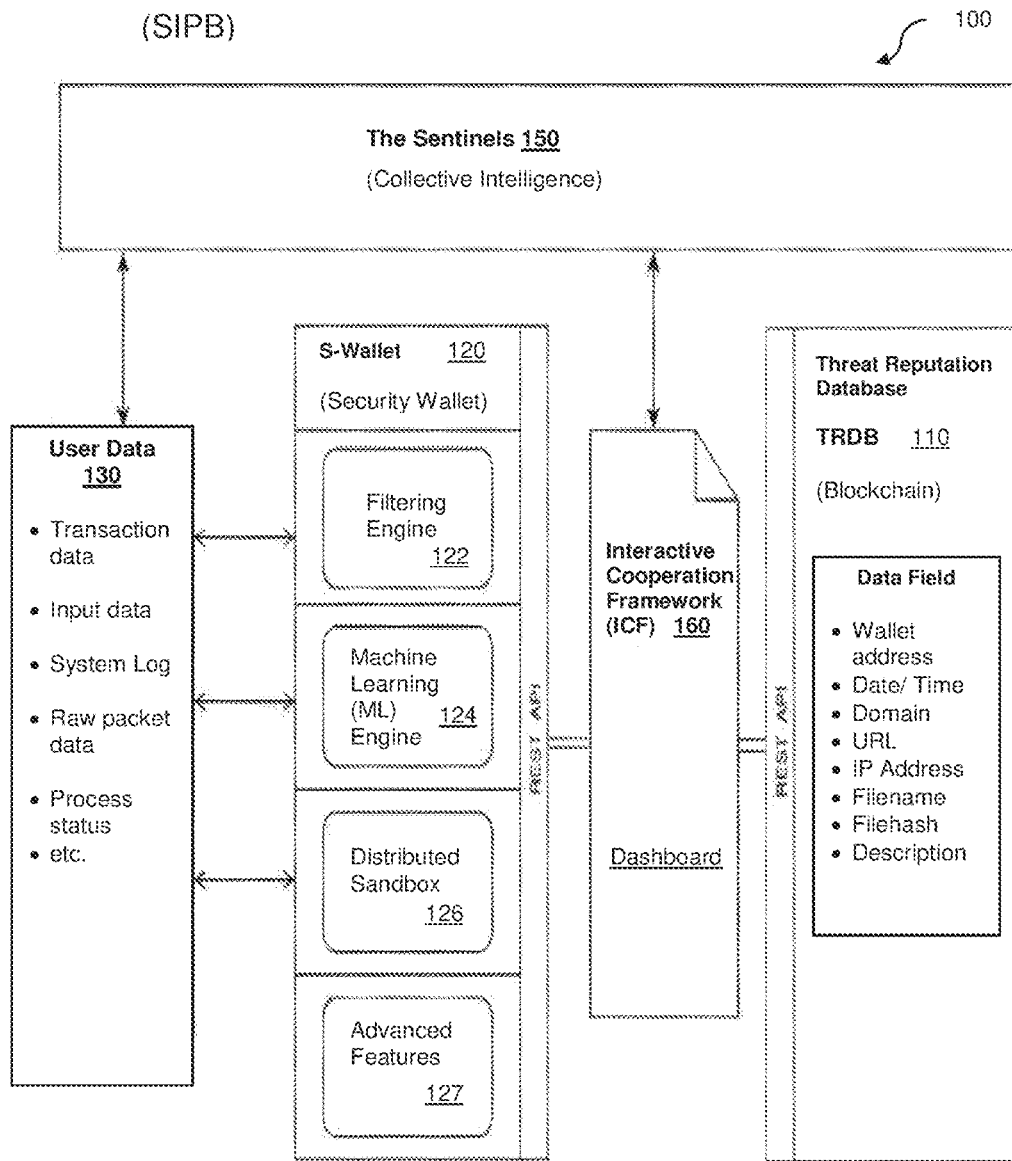 (SIPB)
100
The Sentinels 150
(Collective Intelligence)
User Data
130
• Transaction
data
• Input data
• System Log
• Raw packet
data
• Process
status
• etc.
S-Wallet 120
(Security Wallet)
Filtering
Engine
122
Machine
Learning
(ML) 124
Engine
Distributed
Sandbox
126
Advanced
Features
127
REST API
Interactive
Cooperation
Framework
(ICF) 160
Dashboard
REST API
Threat Reputation
Database
TRDB 110
(Blockchain)
Data Field
• Wallet
address
• Date/ Time
• Domain
• URL
• IP Address
• Filename
• Filehash
• Description